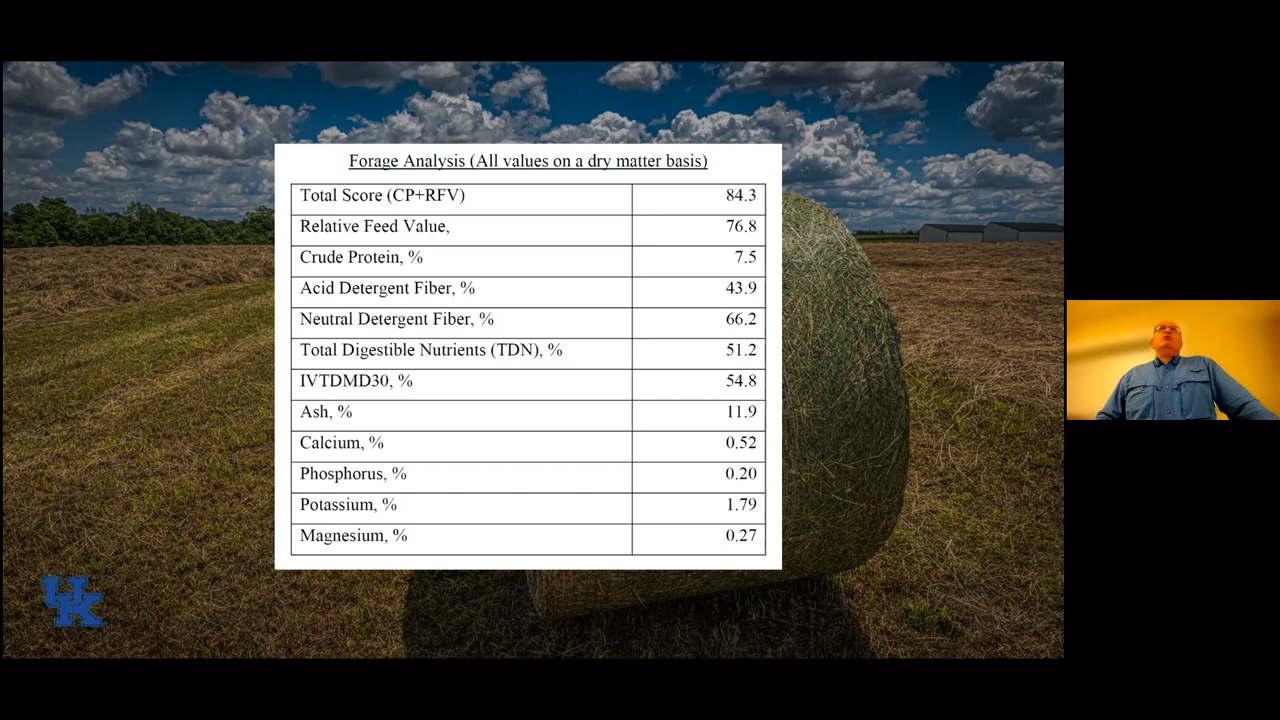 Forage Analysis (All values on a dry matter basis)
Total Score (CP+RFV) 84.3
Relative Feed Value, 76.8
Crude Protein, % 7.5
Acid Detergent Fiber, % 43.9
Neutral Detergent Fiber, % 66.2
Total Digestible Nutrients (TDN), % 51.2
IVTDMD30, % 54.8
Ash, % 11.9
Calcium, % 0.52
Phosphorus, % 0.20
Potassium, % 1.79
Magnesium, % 0.27
UK